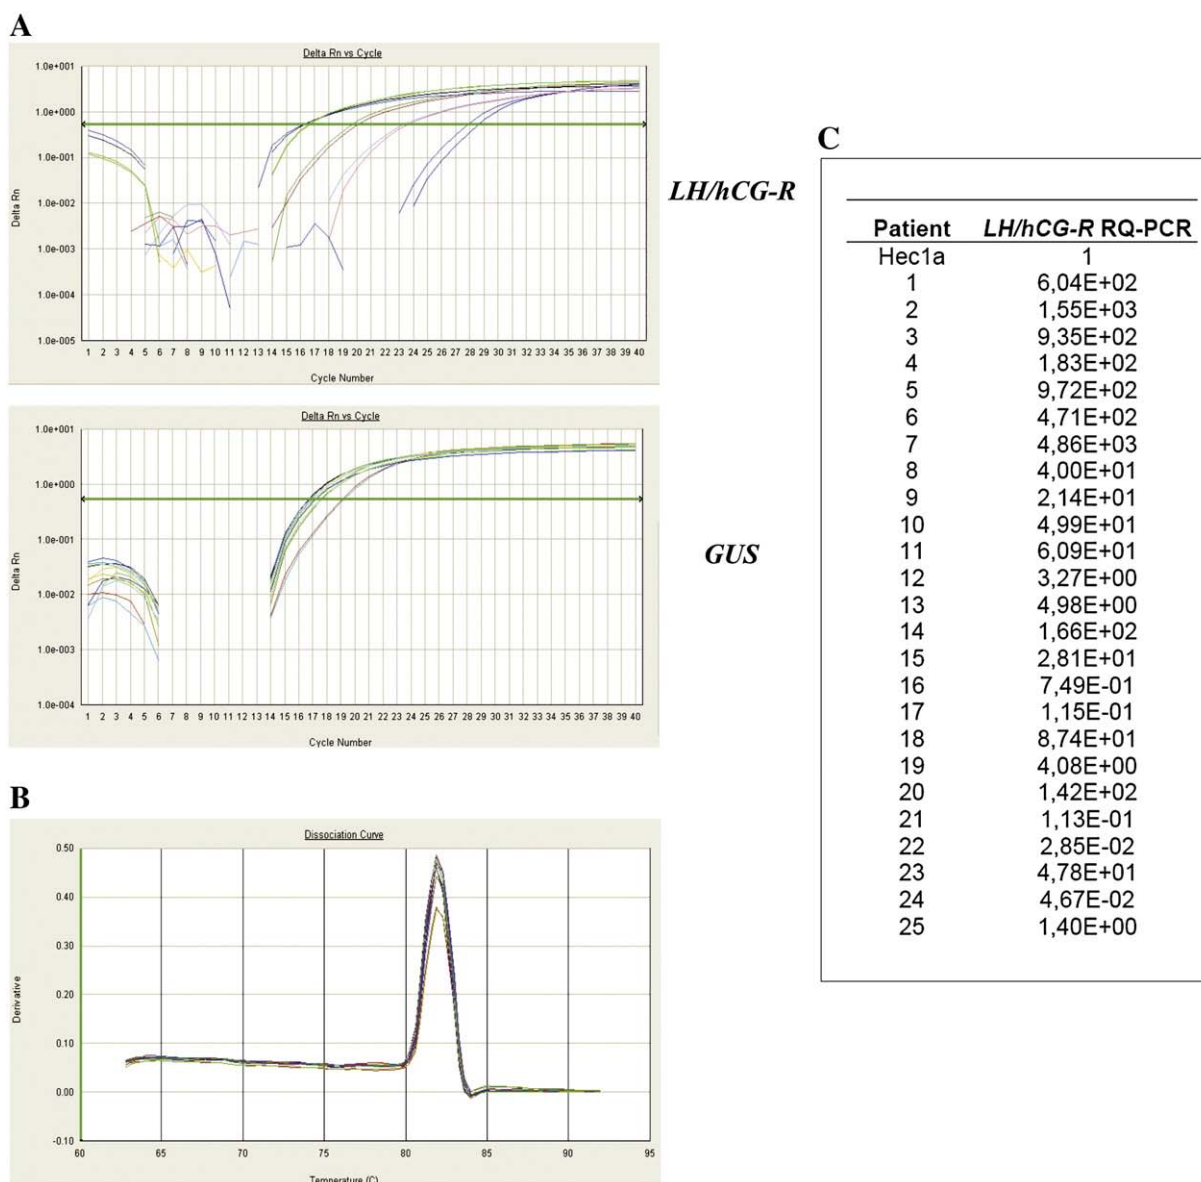 A
Delta Rn vs Cycle
1.0e+001
1.0e+000
1.0e-001
1.0e-002
1.0e-003
1.0e-004
1.0e-005
Delta Rn
1 2 3 4 5 6 7 8 9 10 11 12 13 14 15 16 17 18 19 20 21 22 23 24 25 26 27 28 29 30 31 32 33 34 35 36 37 38 39 40
Cycle Number
LH/hCG-R
Delta Rn vs Cycle
1.0e+001
1.0e+000
1.0e-001
1.0e-002
1.0e-003
1.0e-004
Delta Rn
1 2 3 4 5 6 7 8 9 10 11 12 13 14 15 16 17 18 19 20 21 22 23 24 25 26 27 28 29 30 31 32 33 34 35 36 37 38 39 40
Cycle Number
GUS
B
Dissociation Curve
0.50
0.40
0.30
0.20
0.10
0.00
-0.10
Derivative
60 65 70 75 80 85 90 95
Temperature (C)
C
Patient LH/hCG-R RQ-PCR
Hec1a 1
1 6,04E+02
2 1,55E+03
3 9,35E+02
4 1,83E+02
5 9,72E+02
6 4,71E+02
7 4,86E+03
8 4,00E+01
9 2,14E+01
10 4,99E+01
11 6,09E+01
12 3,27E+00
13 4,98E+00
14 1,66E+02
15 2,81E+01
16 7,49E-01
17 1,15E-01
18 8,74E+01
19 4,08E+00
20 1,42E+02
21 1,13E-01
22 2,85E-02
23 4,78E+01
24 4,67E-02
25 1,40E+00